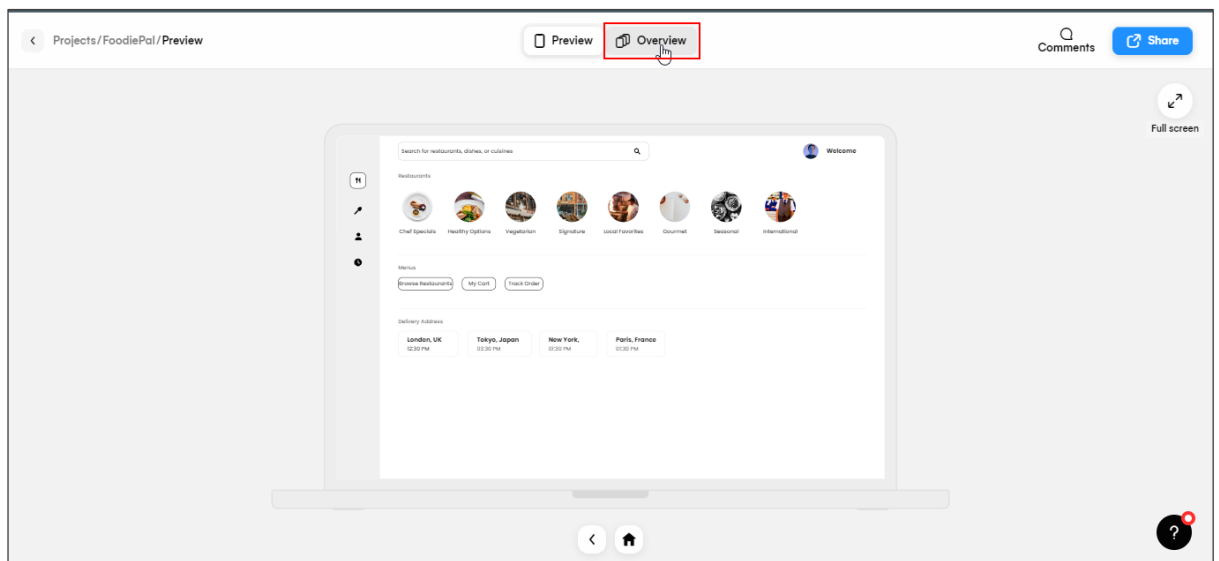 Projects/FoodiePal/Preview
Preview
Overview
Comments
Share
Full screen
Search for restaurants, dishes, or cuisines
Welcome
Restaurants
Chef Specials Healthy Options Vegetarian Signature Local Favorites Gourmet Seasonal International
Menus
Browse Restaurants My Cart Track Order
Delivery Address
London, UK Tokyo, Japan New York, Paris, France
12:30 PM 03:30 PM 01:30 PM 01:30 PM
?